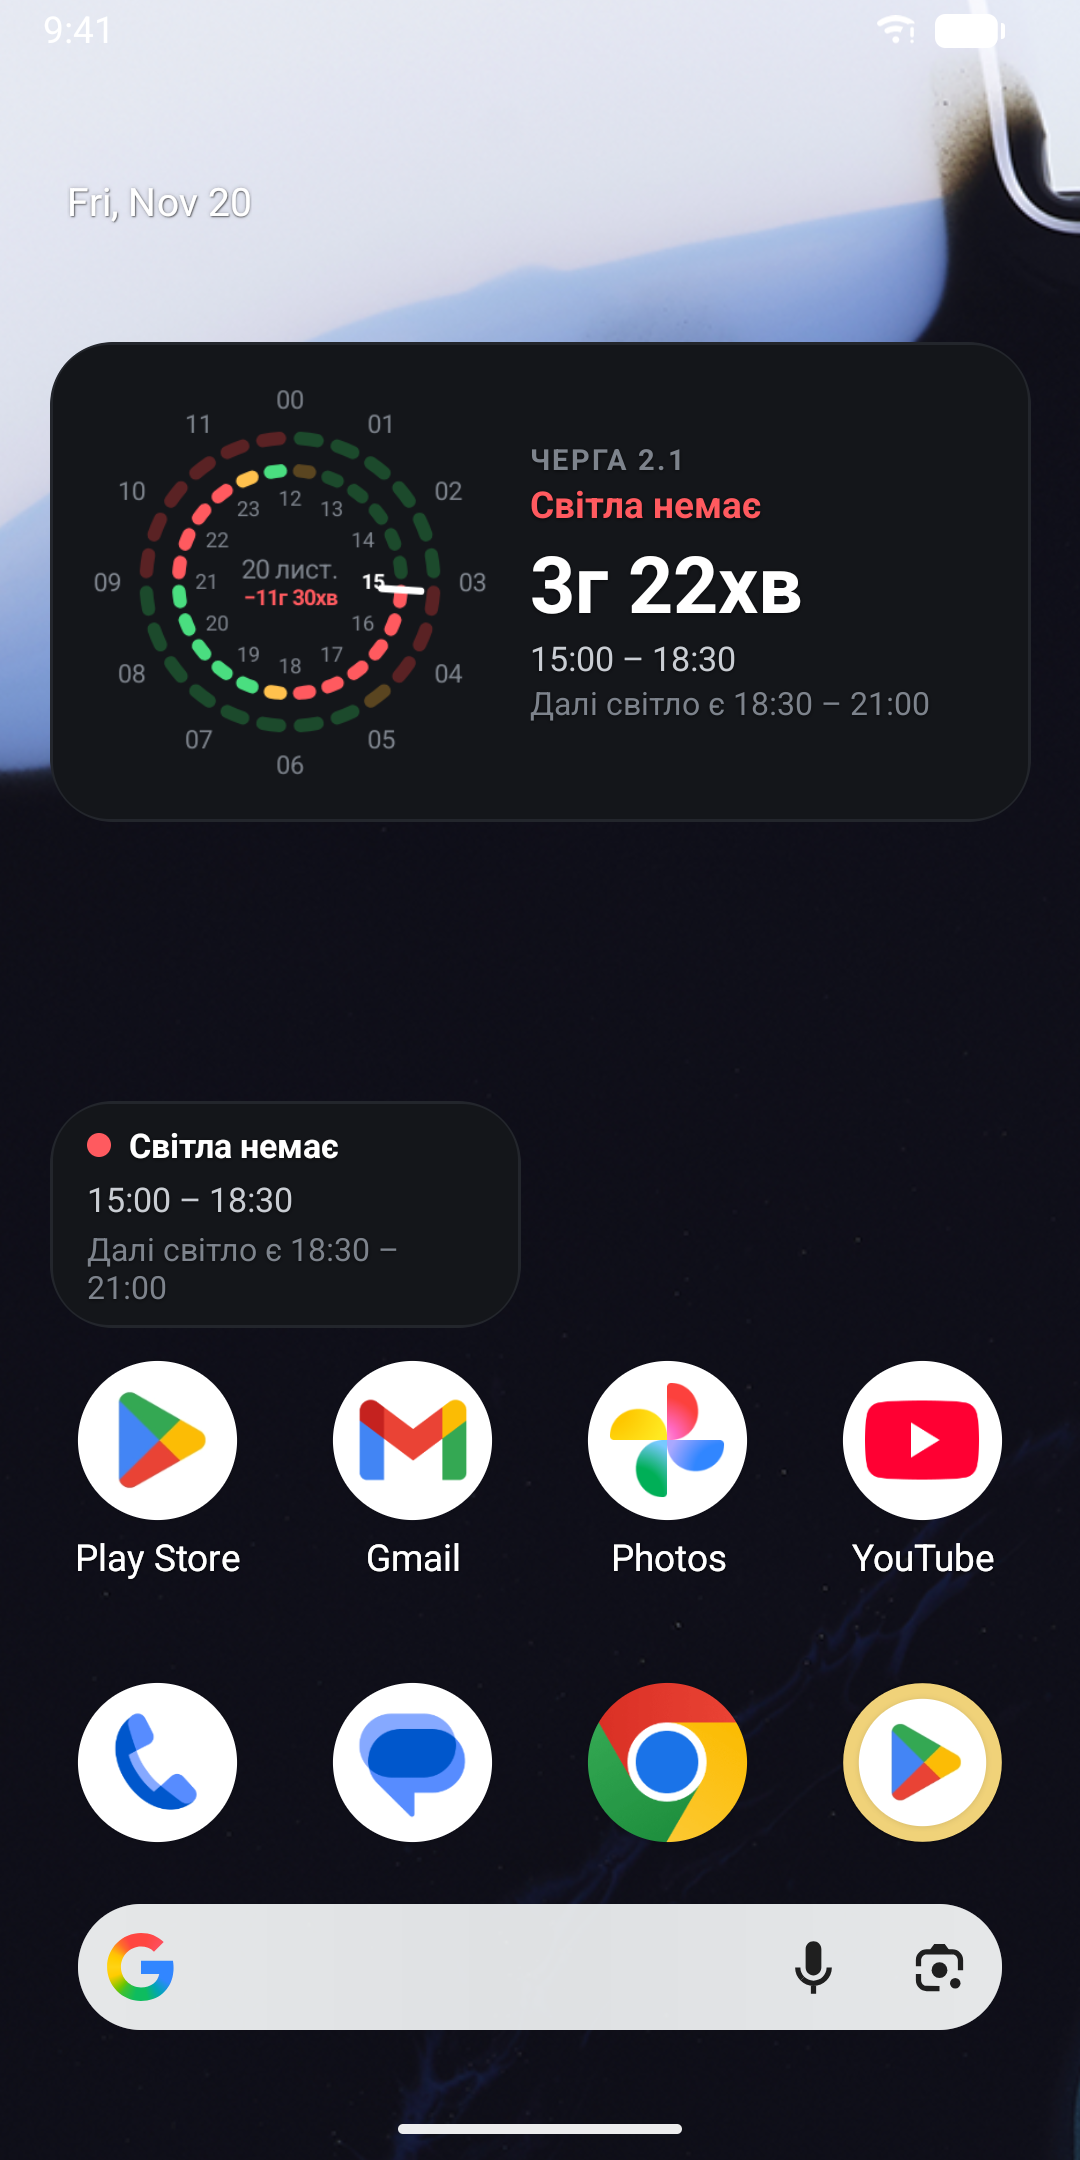 9:41
Fri, Nov 20
00
01
02
03
04
05
06
07
08
09
10
11
12
13
14
15
16
17
18
19
20
21
22
23
20 лист.
−11г 30хв
ЧЕРГА 2.1
Світла немає
3г 22хв
15:00 – 18:30
Далі світло є 18:30 – 21:00
Світла немає
15:00 – 18:30
Далі світло є 18:30 –
21:00
Play Store
Gmail
Photos
YouTube